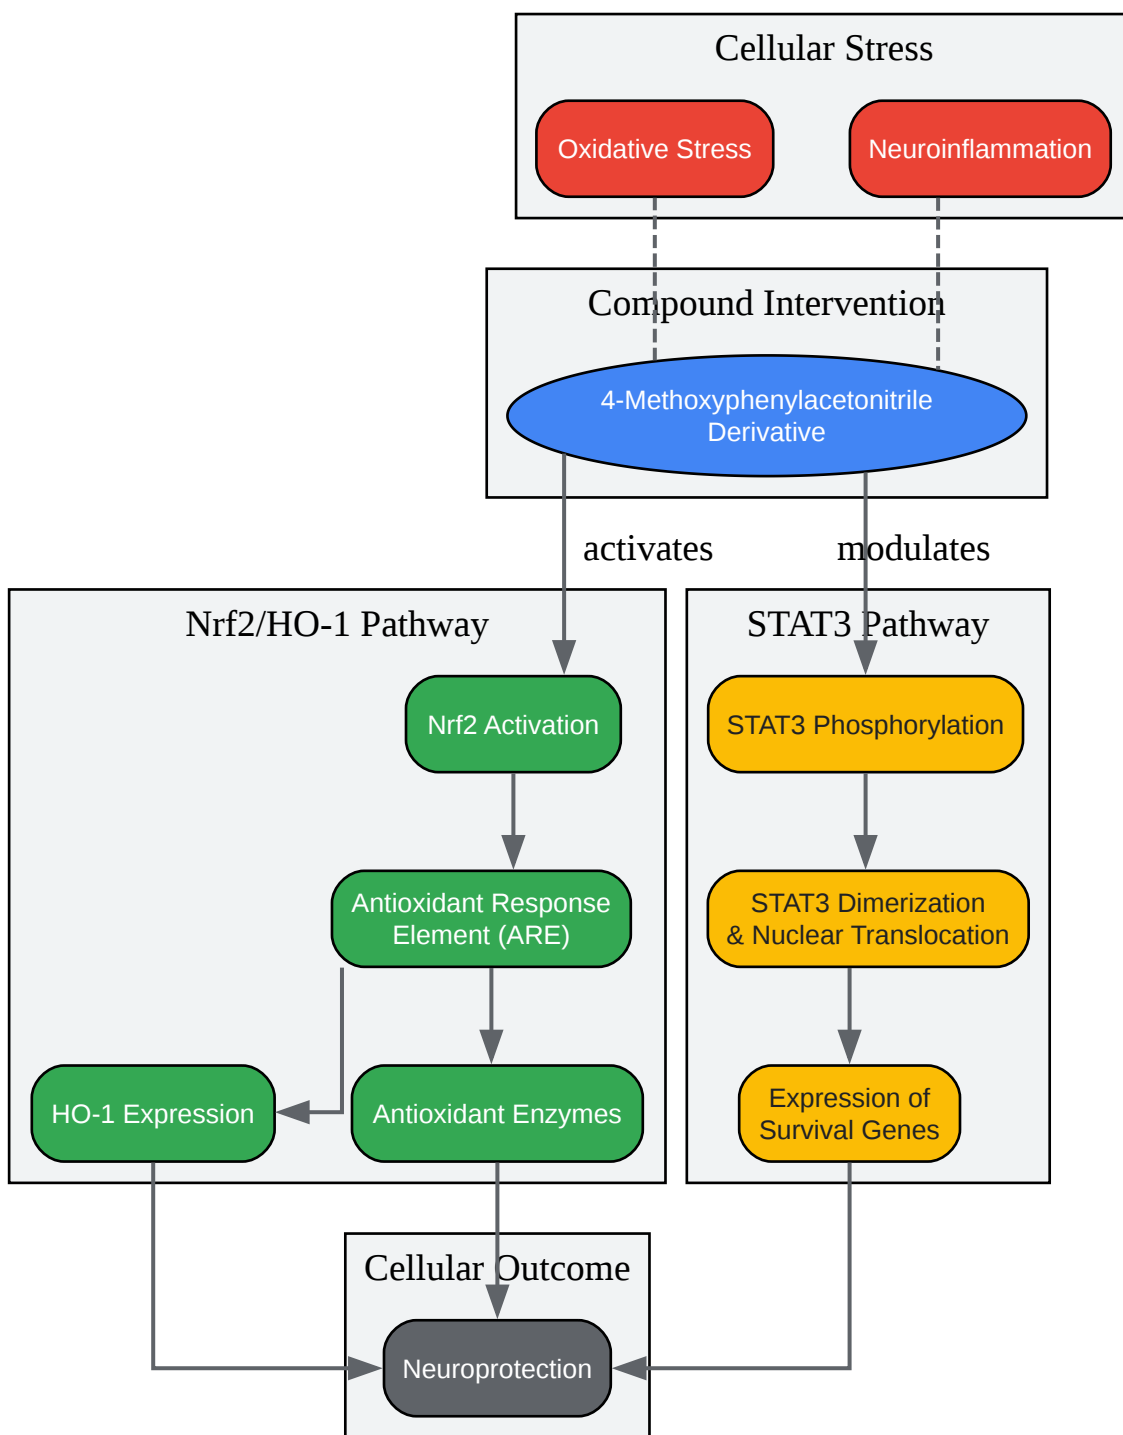 Cellular Stress
Oxidative Stress
Neuroinflammation
Compound Intervention
4-Methoxyphenylacetonitrile
Derivative
activates
modulates
Nrf2/HO-1 Pathway
STAT3 Pathway
Nrf2 Activation
STAT3 Phosphorylation
Antioxidant Response
Element (ARE)
STAT3 Dimerization
& Nuclear Translocation
HO-1 Expression
Antioxidant Enzymes
Expression of
Survival Genes
Cellular Outcome
Neuroprotection